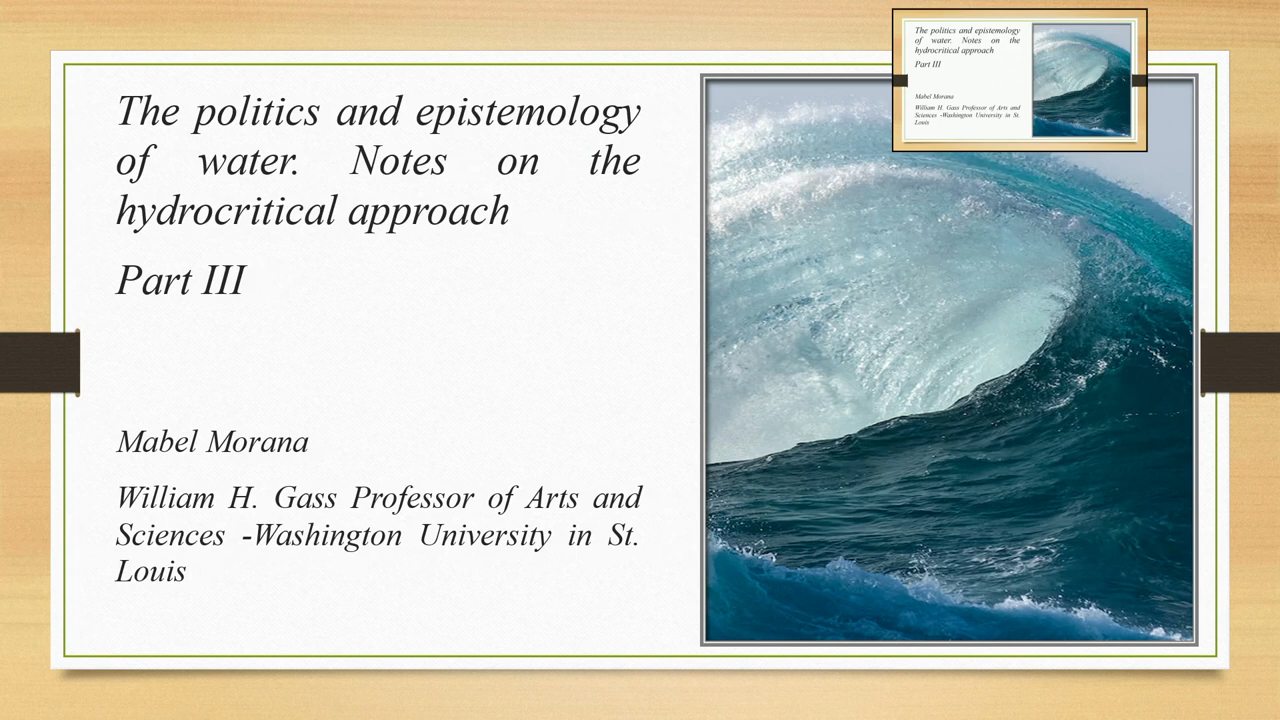 The politics and epistemology
of water. Notes on the
hydrocritical approach
Part III
Mabel Morana
William H. Gass Professor of Arts and
Sciences -Washington University in St.
Louis
The politics and epistemology
of water. Notes on the
hydrocritical approach
Part III
Mabel Morana
William H. Gass Professor of Arts and
Sciences -Washington University in St.
Louis